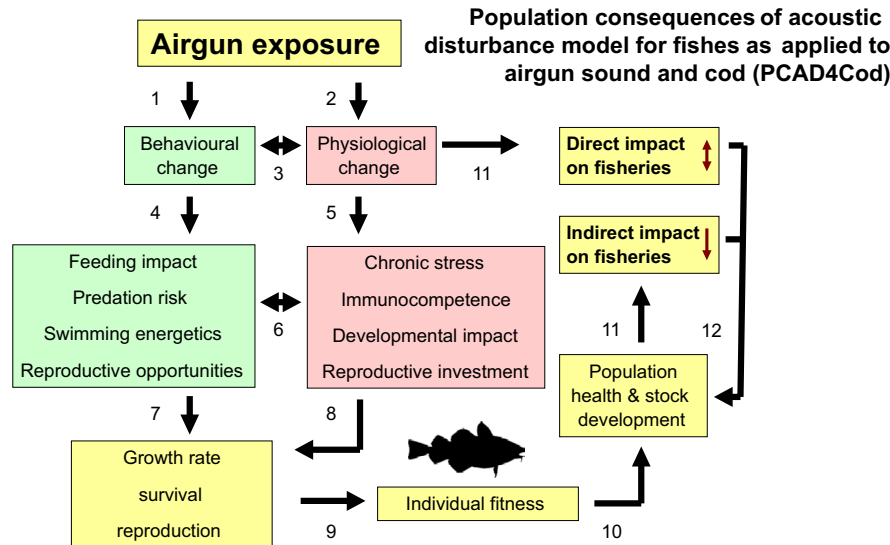 Population consequences of acoustic
disturbance model for fishes as applied to
airgun sound and cod (PCAD4Cod)
Airgun exposure
1
2
Behavioural
change
3
Physiological
change
11
Direct impact
on fisheries
4
5
Indirect impact
on fisheries
Feeding impact
Predation risk
Swimming energetics
Reproductive opportunities
6
Chronic stress
Immunocompetence
Developmental impact
Reproductive investment
11
12
Population
health & stock
development
7
8
Growth rate
survival
reproduction
9
Individual fitness
10